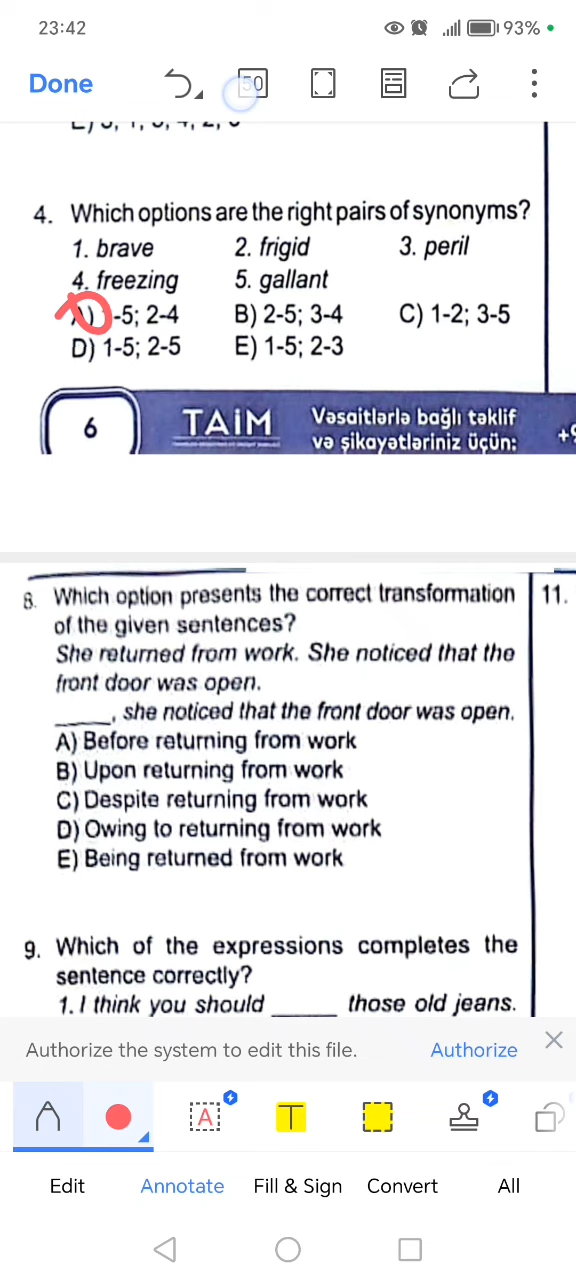 23:42
93%
Done
50
4. Which options are the right pairs of synonyms?
1. brave 2. frigid 3. peril
4. freezing 5. gallant
-5; 2-4 B) 2-5; 3-4 C) 1-2; 3-5
D) 1-5; 2-5 E) 1-5; 2-3
6 TAİM Vəsaitlərlə bağlı təklif
və şikayətləriniz üçün:
8. Which option presents the correct transformation 11.
of the given sentences?
She returned from work. She noticed that the
front door was open.
_____, she noticed that the front door was open.
A) Before returning from work
B) Upon returning from work
C) Despite returning from work
D) Owing to returning from work
E) Being returned from work
9. Which of the expressions completes the
sentence correctly?
1. I think you should _____ those old jeans.
Authorize the system to edit this file. Authorize
A T
Edit Annotate Fill & Sign Convert All